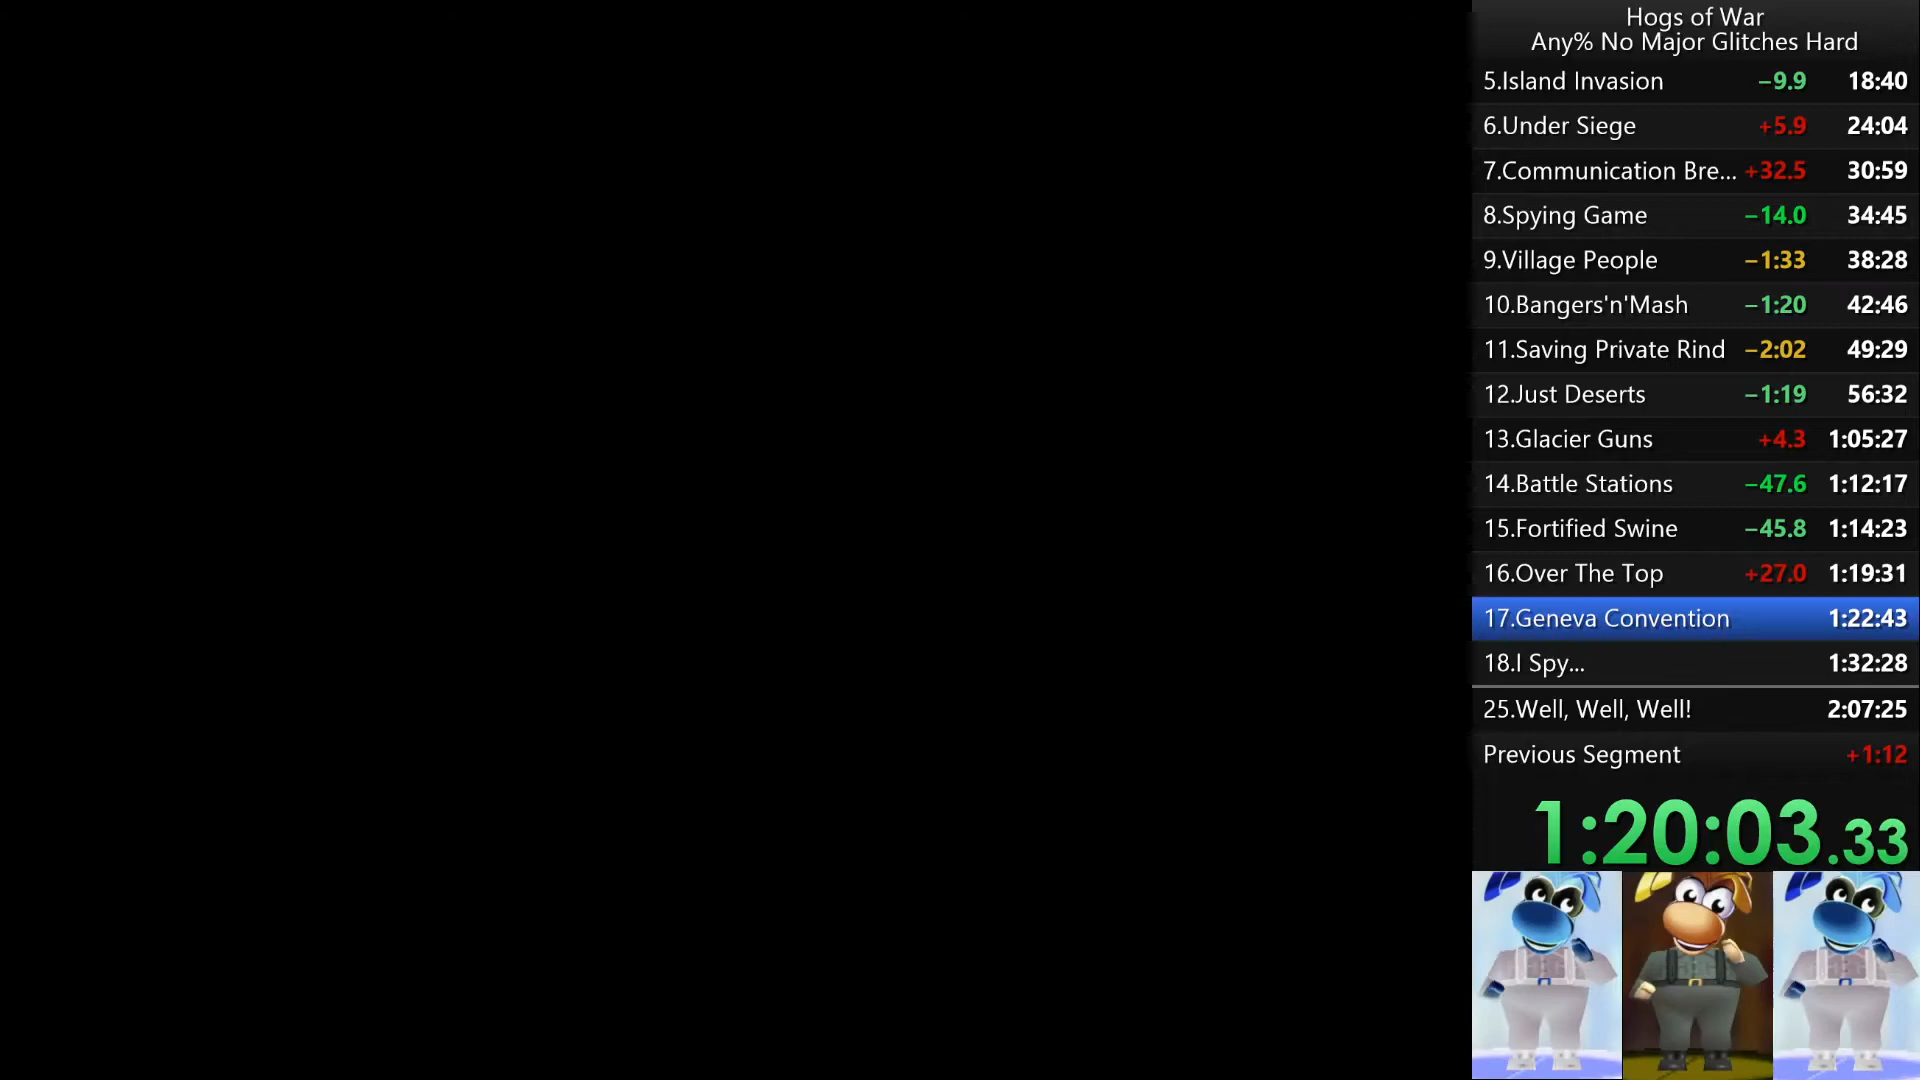 Hogs of War
Any% No Major Glitches Hard
5.Island Invasion −9.9 18:40
6.Under Siege +5.9 24:04
7.Communication Bre... +32.5 30:59
8.Spying Game −14.0 34:45
9.Village People −1:33 38:28
10.Bangers'n'Mash −1:20 42:46
11.Saving Private Rind −2:02 49:29
12.Just Deserts −1:19 56:32
13.Glacier Guns +4.3 1:05:27
14.Battle Stations −47.6 1:12:17
15.Fortified Swine −45.8 1:14:23
16.Over The Top +27.0 1:19:31
17.Geneva Convention 1:22:43
18.I Spy... 1:32:28
25.Well, Well, Well! 2:07:25
Previous Segment +1:12
1:20:03.33